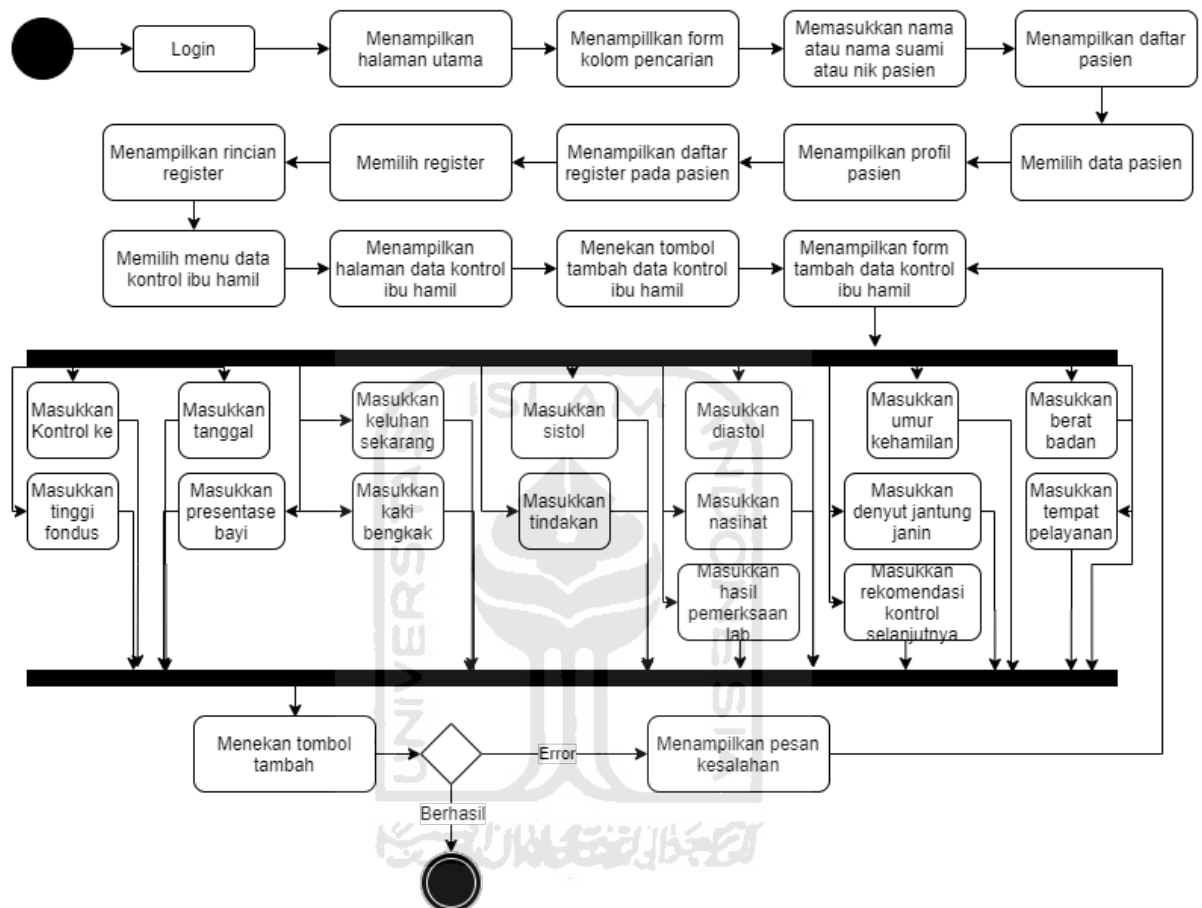 Login
Menampilkan
halaman utama
Menampillkan form
kolom pencarian
Memasukkan nama
atau nama suami
atau nik pasien
Menampilkan daftar
pasien
Memilih data pasien
Menampilkan profil
pasien
Menampilkan daftar
register pada pasien
Memilih register
Menampilkan rincian
register
Memilih menu data
kontrol ibu hamil
Menampilkan
halaman data kontrol
ibu hamil
Menekan tombol
tambah data kontrol
ibu hamil
Menampilkan form
tambah data kontrol
ibu hamil
Masukkan
Kontrol ke
Masukkan
tanggal
Masukkan
keluhan
sekarang
Masukkan
sistol
Masukkan
diastol
Masukkan
umur
kehamilan
Masukkan
berat
badan
Masukkan
tinggi
fondus
Masukkan
presentase
bayi
Masukkan
kaki
bengkak
Masukkan
tindakan
Masukkan
nasihat
Masukkan
denyut jantung
janin
Masukkan
tempat
pelayanan
Masukkan
hasil
pemerksaan
lab
Masukkan
rekomendasi
kontrol
selanjutnya
Menekan tombol
tambah
Error
Menampilkan pesan
kesalahan
Berhasil
UNIVERSITAS
ISLAM
INDONESIA